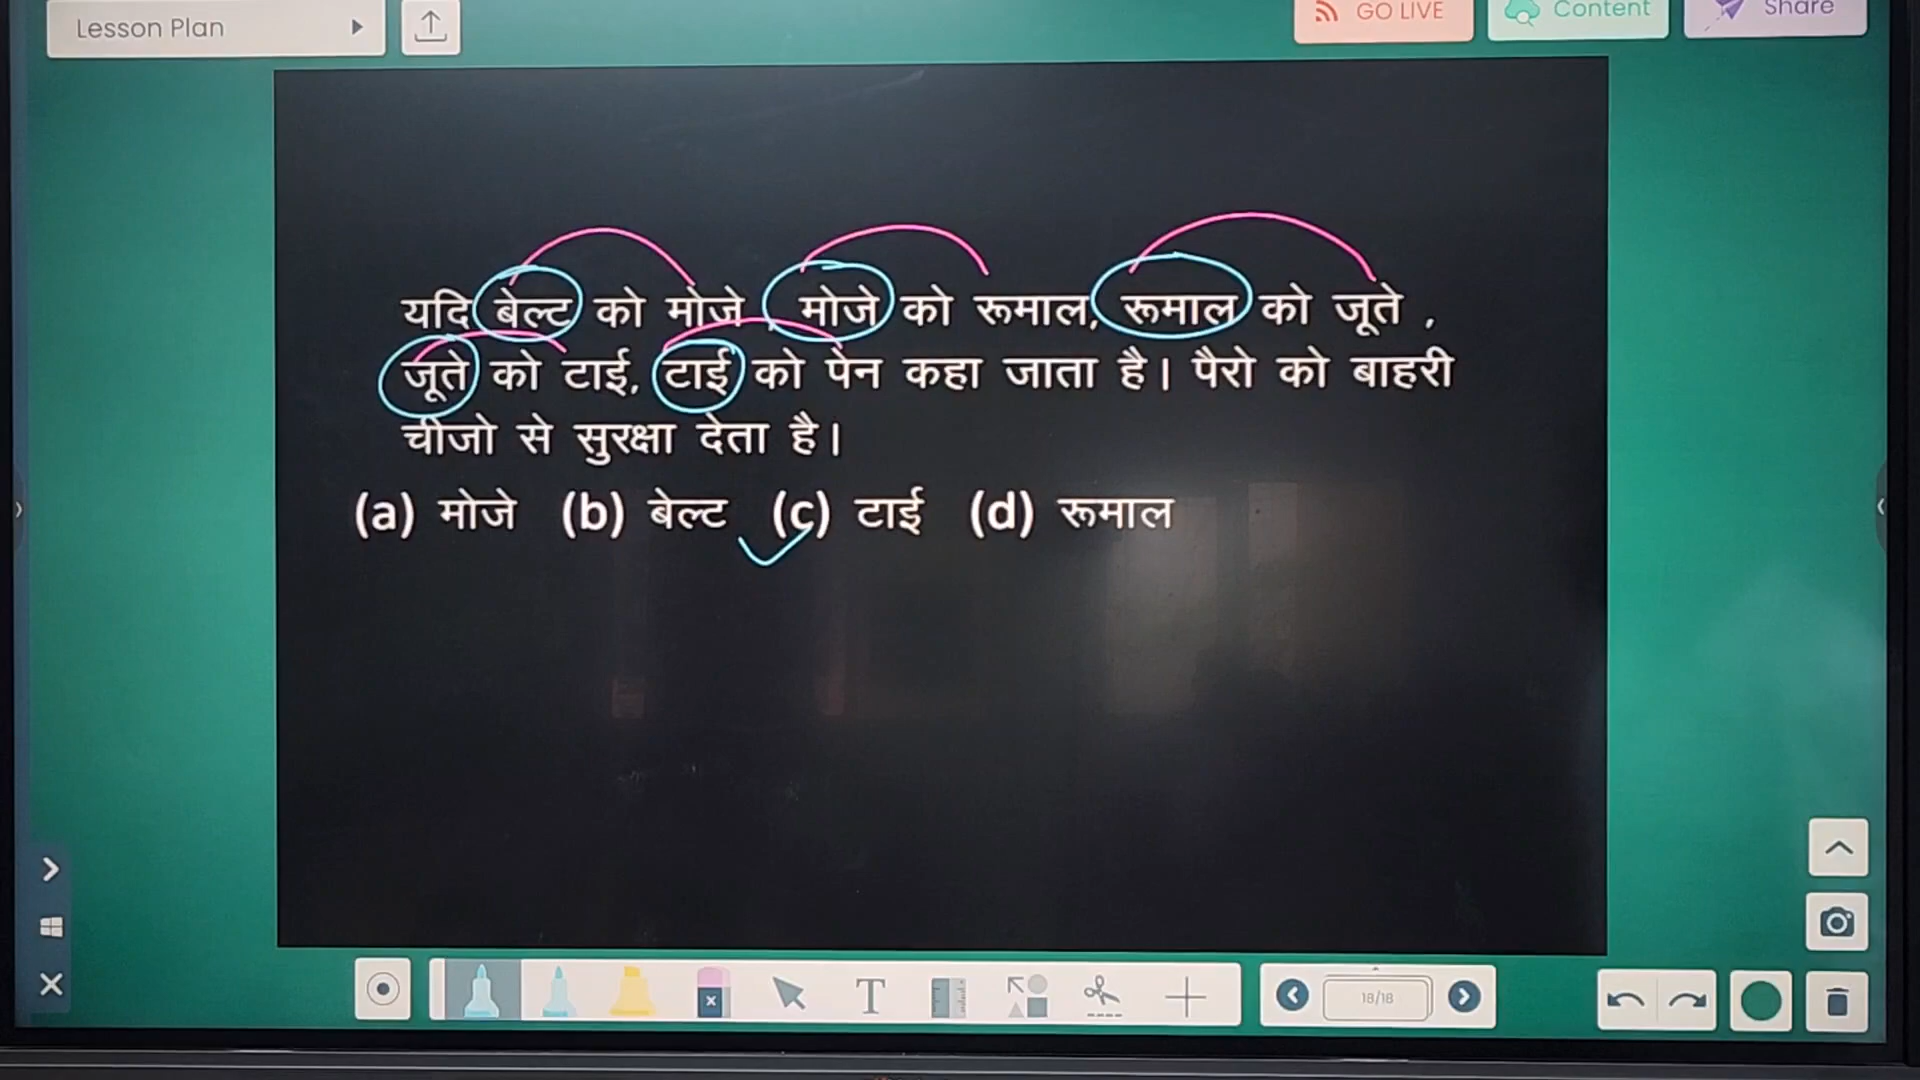 Lesson Plan
GO LIVE
Content
Share
यदि बेल्ट को मोजे मोजे को रूमाल, रूमाल को जूते ,
जूते को टाई, टाई को पेन कहा जाता है। पैरो को बाहरी
चीजो से सुरक्षा देता है।
(a) मोजे (b) बेल्ट (c) टाई (d) रूमाल
T
18/18